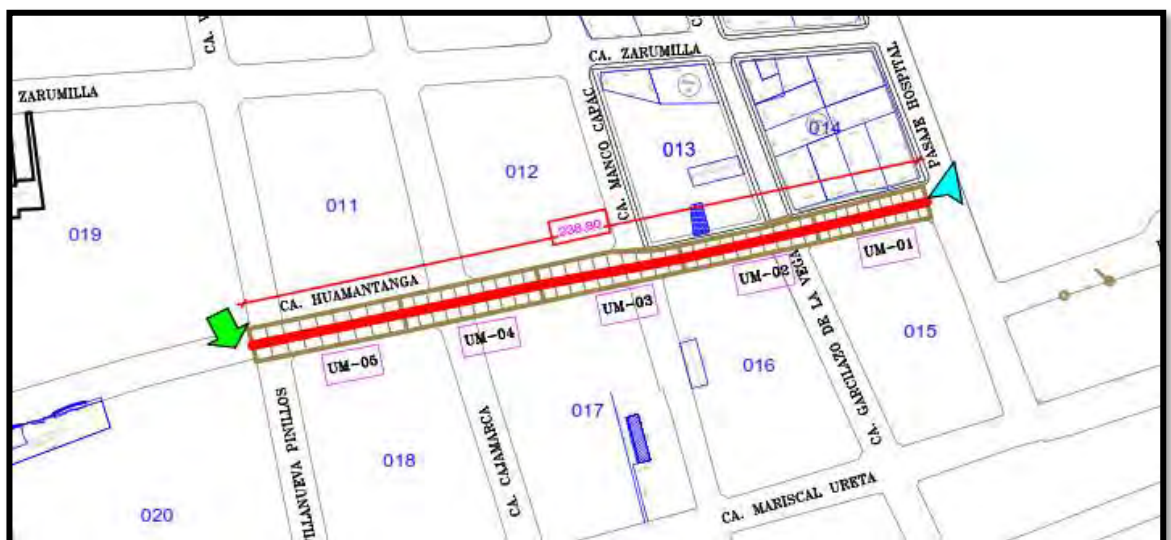 CA. V
C
CA. ZARUMILLA
ZARUMILLA
PASAJE HOSPITAL
CA. MANCO CAPAC
013
014
012
011
019
238.80
UM-01
CA. HUAMANTANGA
UM-02
UM-03
UM-04
UM-05
CA. GARCILAZO DE LA VEGA
015
016
017
018
020
ILLANUEVA PINILLOS
CA. CAJAMARCA
CA. MARISCAL URETA